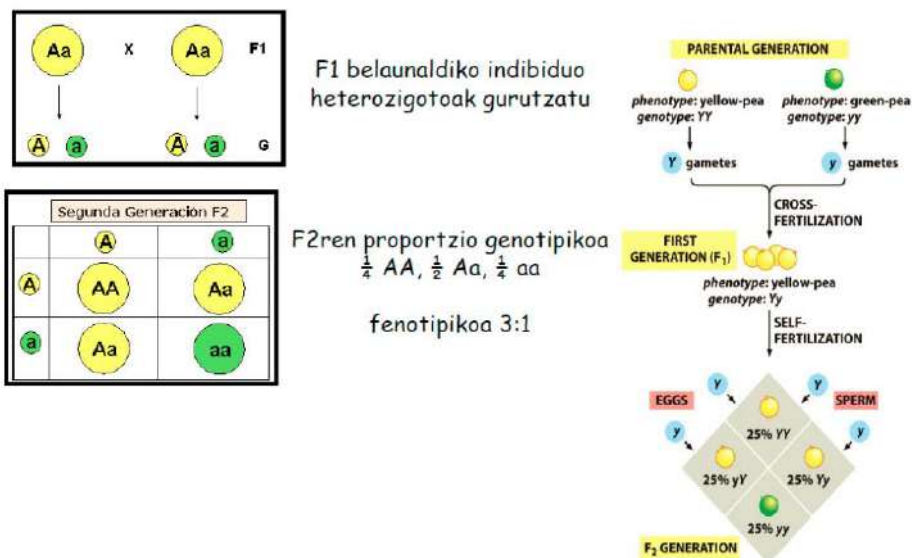 Aa X Aa F1
A a A a G
F1 belaunaldiko indibiduo
heterozigotoak gurutzatu
Segunda Generación F2
A a
A AA Aa
a Aa aa
F2ren proportzio genotipikoa
1/4 AA, 1/2 Aa, 1/4 aa
fenotipikoa 3:1
PARENTAL GENERATION
phenotype: yellow-pea
genotype: YY
phenotype: green-pea
genotype: yy
Y gametes
y gametes
CROSS-
FERTILIZATION
FIRST
GENERATION (F1)
phenotype: yellow-pea
genotype: Yy
SELF-
FERTILIZATION
EGGS
SPERM
Y Y
y y
25% YY
25% yY
25% Yy
25% yy
F2 GENERATION